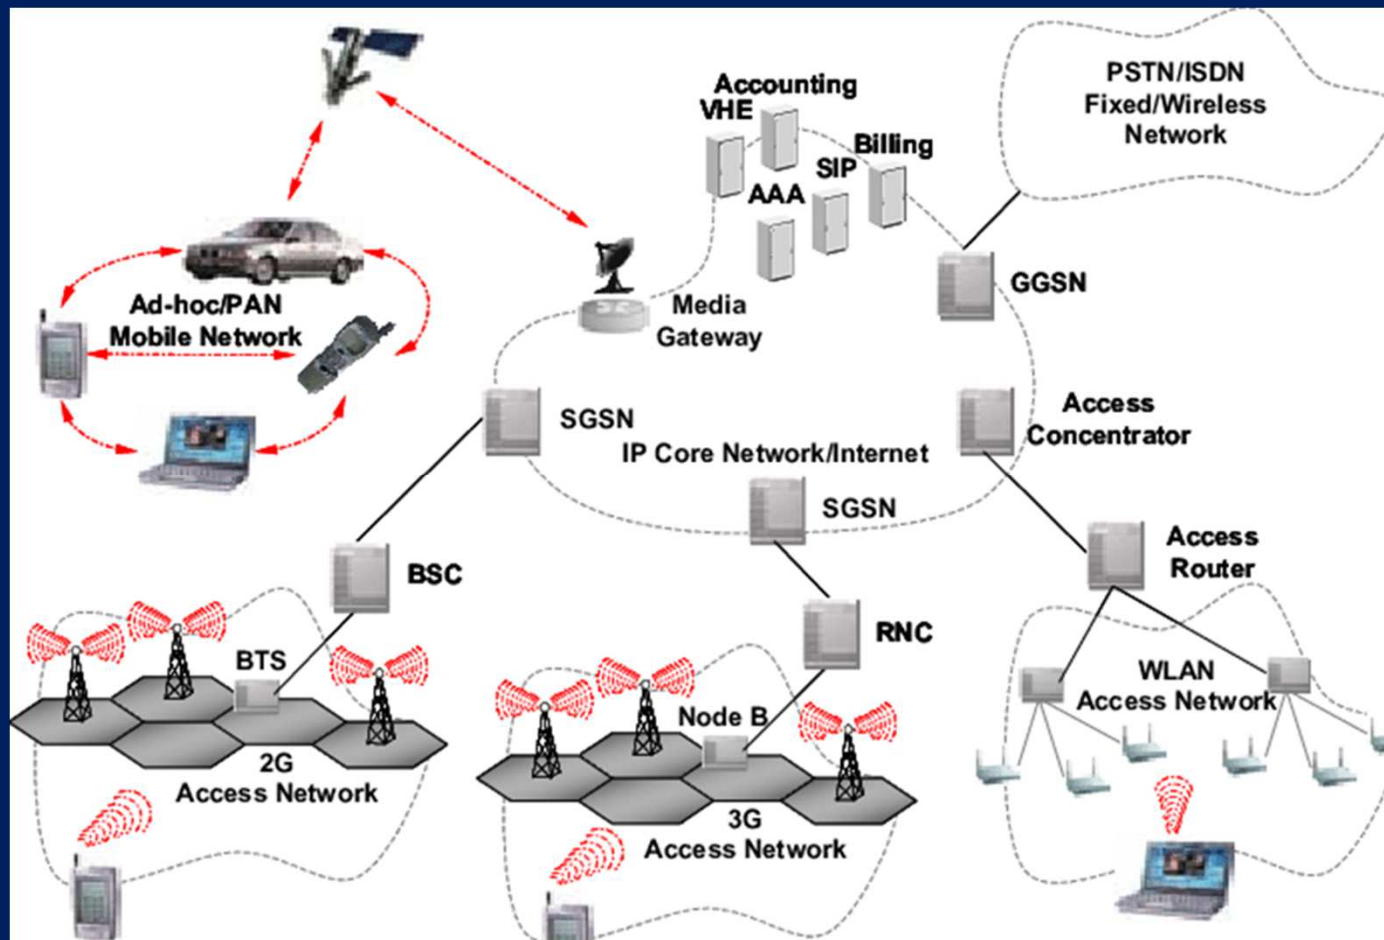 PSTN/ISDN
Fixed/Wireless
Network
Accounting
VHE
Billing
SIP
AAA
GGSN
Media
Gateway
Ad-hoc/PAN
Mobile Network
SGSN
Access
Concentrator
IP Core Network/Internet
SGSN
Access
Router
BSC
RNC
BTS
WLAN
Access Network
Node B
2G
Access Network
3G
Access Network